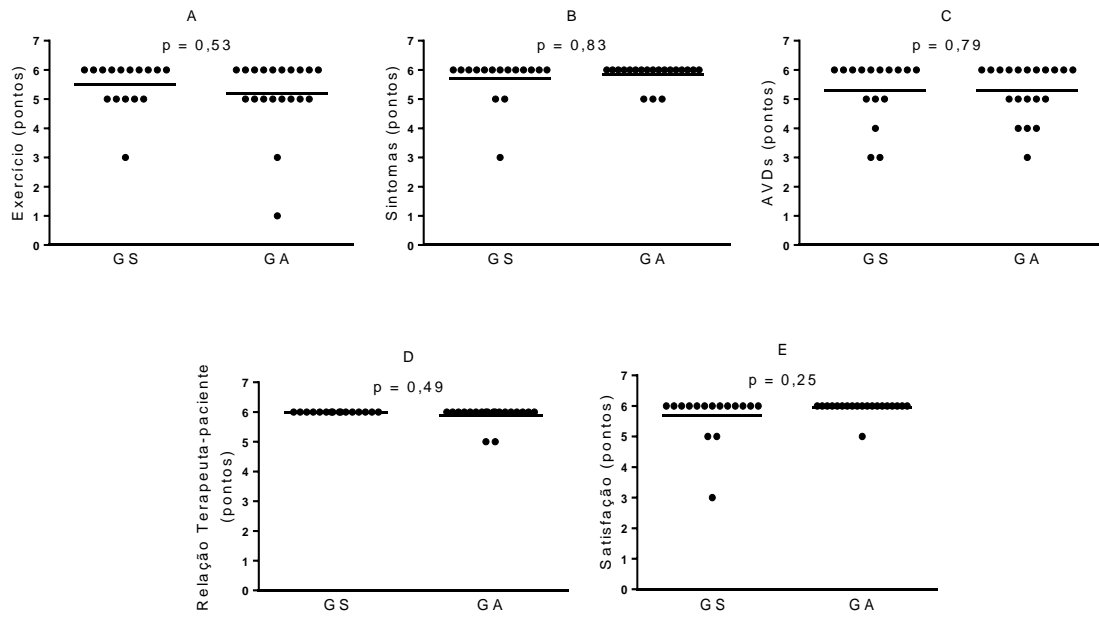 A
p = 0,53
Exercício (pontos)
7
6
5
4
3
2
1
0
GS GA
B
p = 0,83
Sintomas (pontos)
7
6
5
4
3
2
1
0
GS GA
C
p = 0,79
AVDs (pontos)
7
6
5
4
3
2
1
0
GS GA
D
p = 0,49
Relação Terapeuta-paciente
(pontos)
7
6
5
4
3
2
1
0
GS GA
E
p = 0,25
Satisfação (pontos)
7
6
5
4
3
2
1
0
GS GA